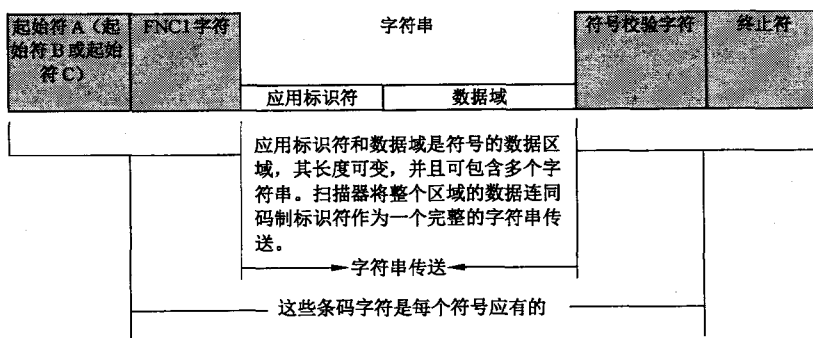 起始符A（起始符B或起始符C）
FNC1字符
字符串
符号校验字符
终止符
应用标识符
数据域
应用标识符和数据域是符号的数据区
域，其长度可变，并且可包含多个字
符串。扫描器将整个区域的数据连同
码制标识符作为一个完整的字符串传
送。
字符串传送
这些条码字符是每个符号应有的